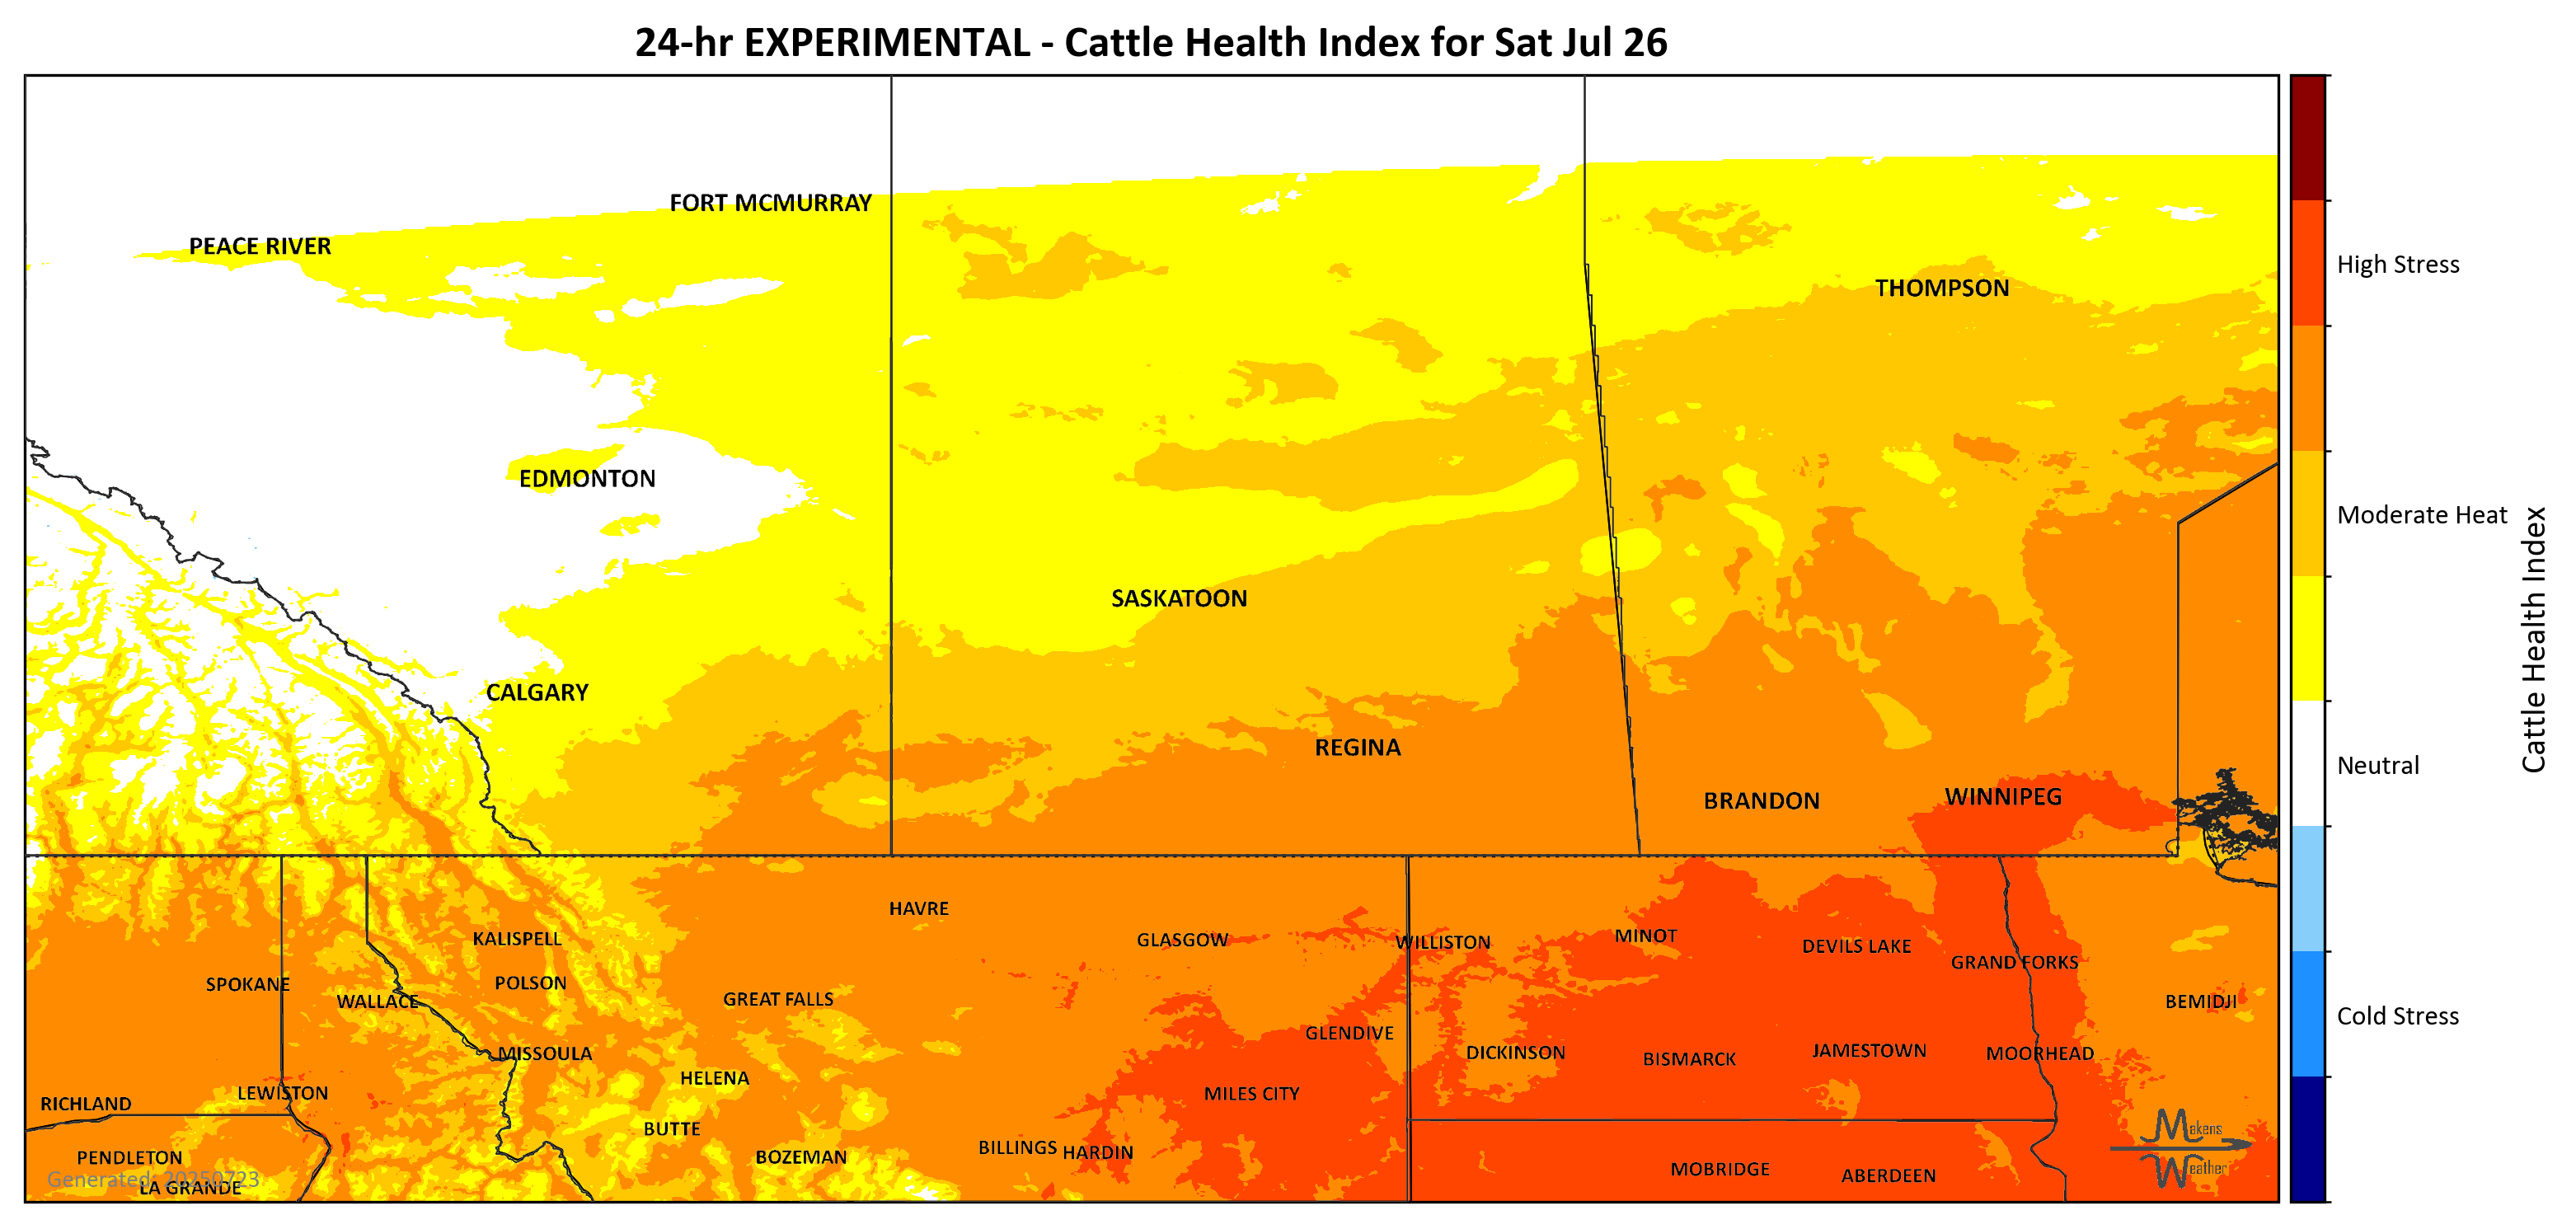 24-hr EXPERIMENTAL - Cattle Health Index for Sat Jul 26
FORT MCMURRAY
PEACE RIVER
High Stress
THOMPSON
EDMONTON
Moderate Heat
SASKATOON
Cattle Health Index
CALGARY
REGINA
Neutral
BRANDON
WINNIPEG
HAVRE
KALISPELL
GLASGOW
WILLISTON
MINOT
DEVILS LAKE
GRAND FORKS
SPOKANE
POLSON
WALLACE
GREAT FALLS
BEMIDJI
Cold Stress
GLENDIVE
MISSOULA
DICKINSON
BISMARCK
JAMESTOWN
MOORHEAD
HELENA
LEWISTON
MILES CITY
RICHLAND
BUTTE
Makens
Weather
BILLINGS
HARDIN
PENDLETON
BOZEMAN
MOBRIDGE
ABERDEEN
Generated: 20250723
LA GRANDE